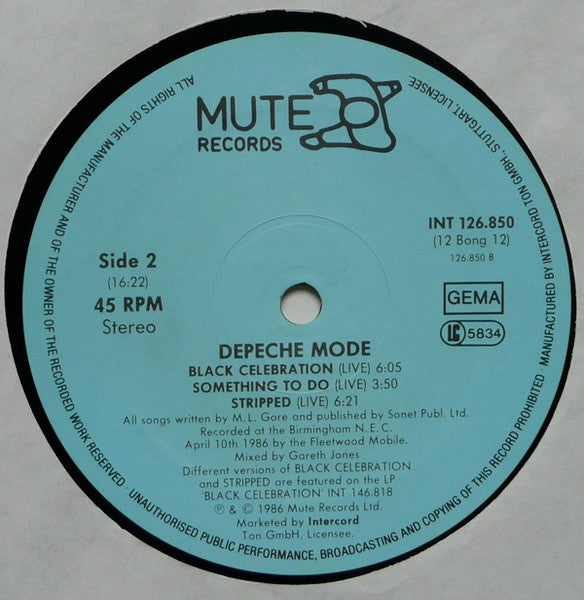 MUTE
RECORDS
INT 126.850
(12 Bong 12)
126.850 B
Side 2
(16:22)
45 RPM
Stereo
GEMA
LC 5834
DEPECHE MODE
BLACK CELEBRATION (LIVE) 6:05
SOMETHING TO DO (LIVE) 3:50
STRIPPED (LIVE) 6:21
All songs written by M.L. Gore and published by Sonet Publ. Ltd.
Recorded at the Birmingham N.E.C.
April 10th 1986 by the Fleetwood Mobile.
Mixed by Gareth Jones
Different versions of BLACK CELEBRATION
and STRIPPED are featured on the LP
'BLACK CELEBRATION' INT 146.818
℗ & © 1986 Mute Records Ltd.
Marketed by Intercord
Ton GmbH, Licensee.
ALL RIGHTS OF THE MANUFACTURER AND OF THE OWNER OF THE RECORDED WORK RESERVED · UNAUTHORISED PUBLIC PERFORMANCE, BROADCASTING AND COPYING OF THIS RECORD PROHIBITED · MANUFACTURED BY INTERCORD TON GMBH, STUTTGART, LICENSEE.